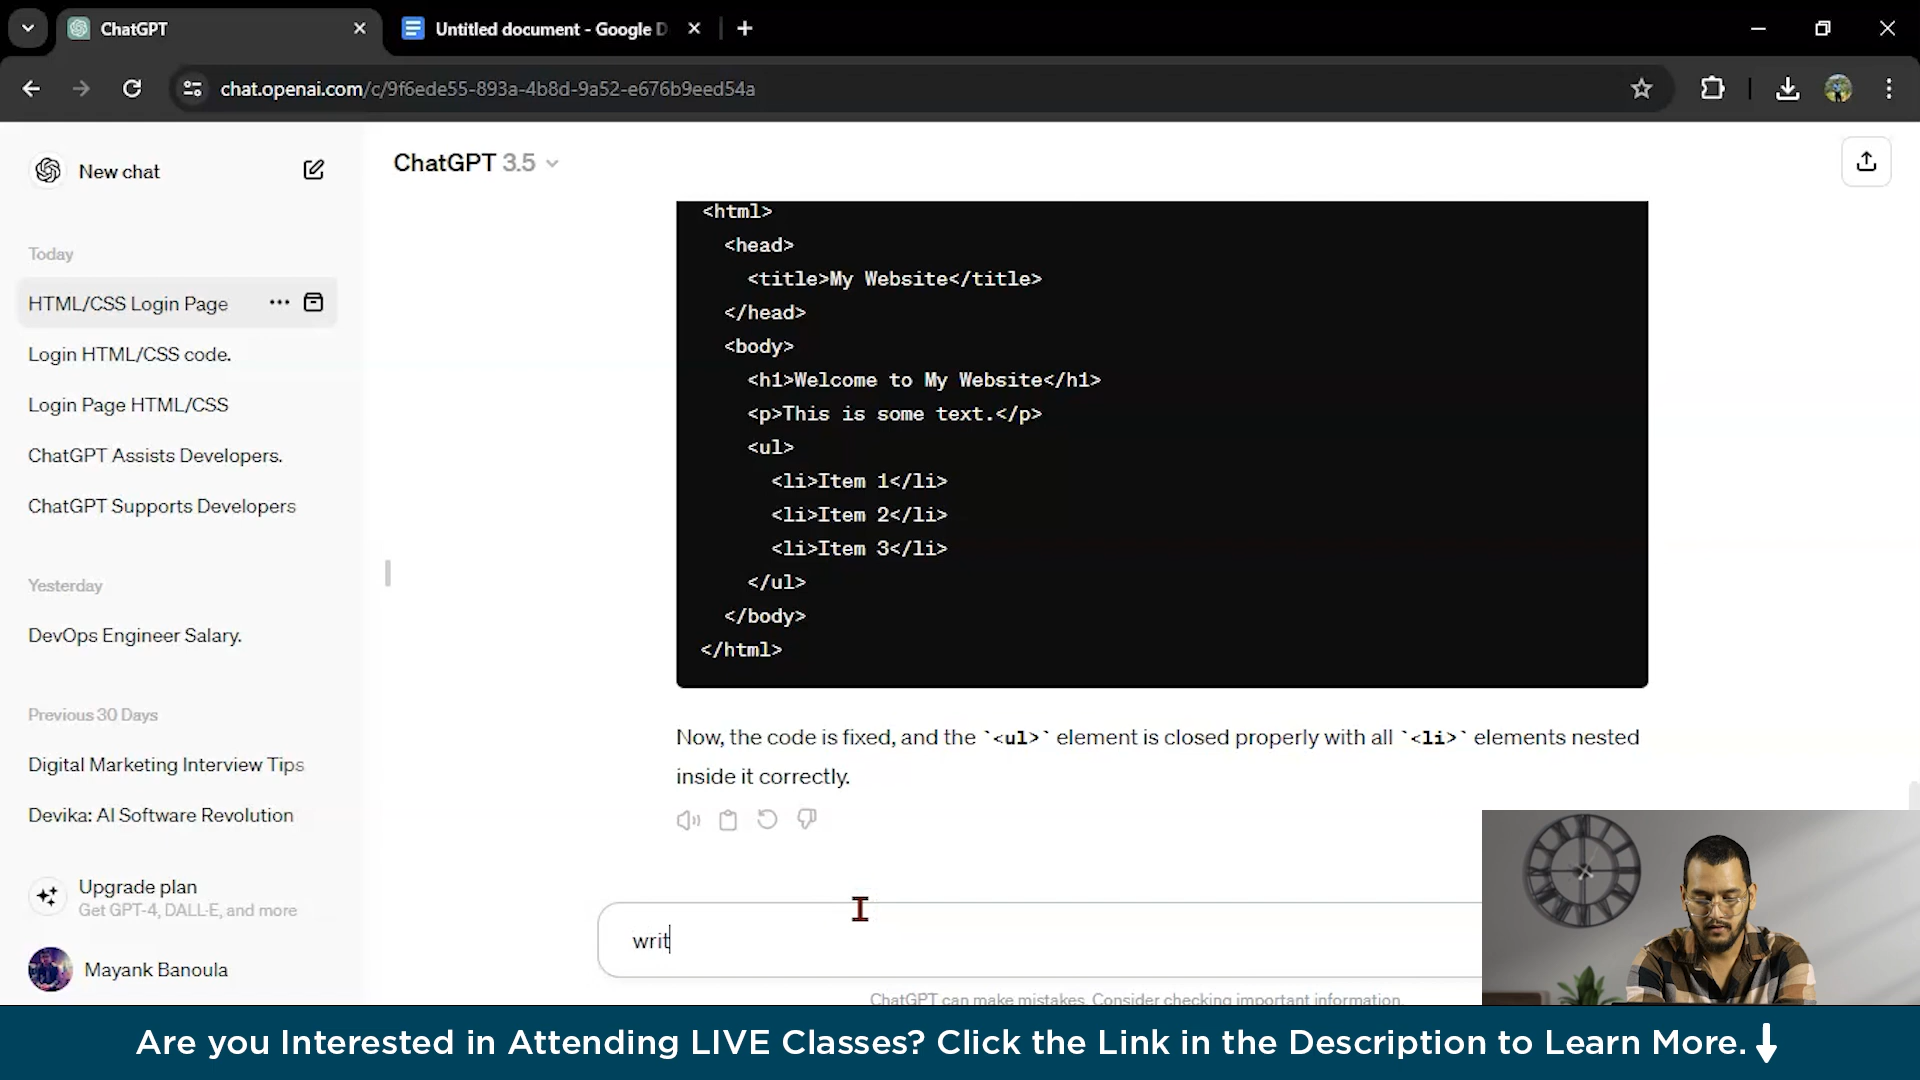 ChatGPT
Untitled document - Google D
chat.openai.com/c/9f6ede55-893a-4b8d-9a52-e676b9eed54a
New chat
ChatGPT 3.5
Today
HTML/CSS Login Page
Login HTML/CSS code.
Login Page HTML/CSS
ChatGPT Assists Developers.
ChatGPT Supports Developers
Yesterday
DevOps Engineer Salary.
Previous 30 Days
Digital Marketing Interview Tips
Devika: AI Software Revolution
Upgrade plan
Get GPT-4, DALL·E, and more
Mayank Banoula
<html>
<head>
<title>My Website</title>
</head>
<body>
<h1>Welcome to My Website</h1>
<p>This is some text.</p>
<ul>
<li>Item 1</li>
<li>Item 2</li>
<li>Item 3</li>
</ul>
</body>
</html>
Now, the code is fixed, and the `<ul>` element is closed properly with all `<li>` elements nested
inside it correctly.
writ
ChatGPT can make mistakes. Consider checking important information.
Are you Interested in Attending LIVE Classes? Click the Link in the Description to Learn More.